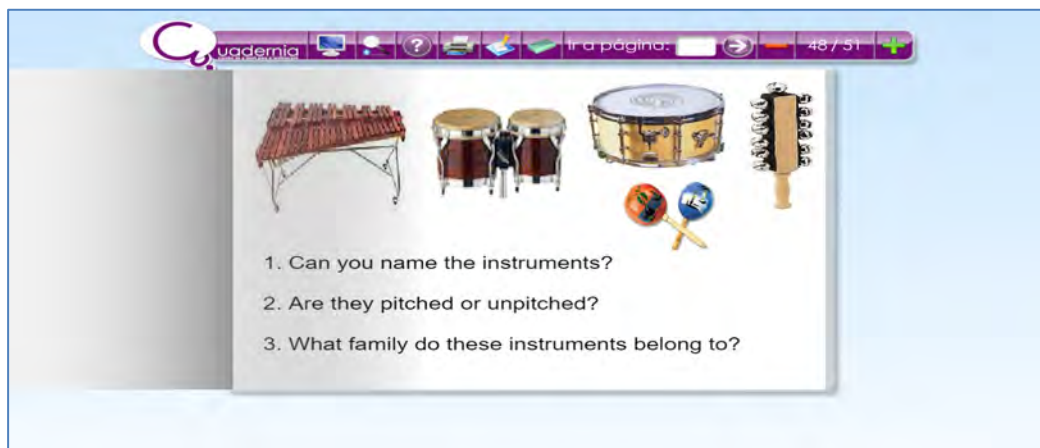 Cuadernia
Ir a página:
48 / 51
1. Can you name the instruments?
2. Are they pitched or unpitched?
3. What family do these instruments belong to?